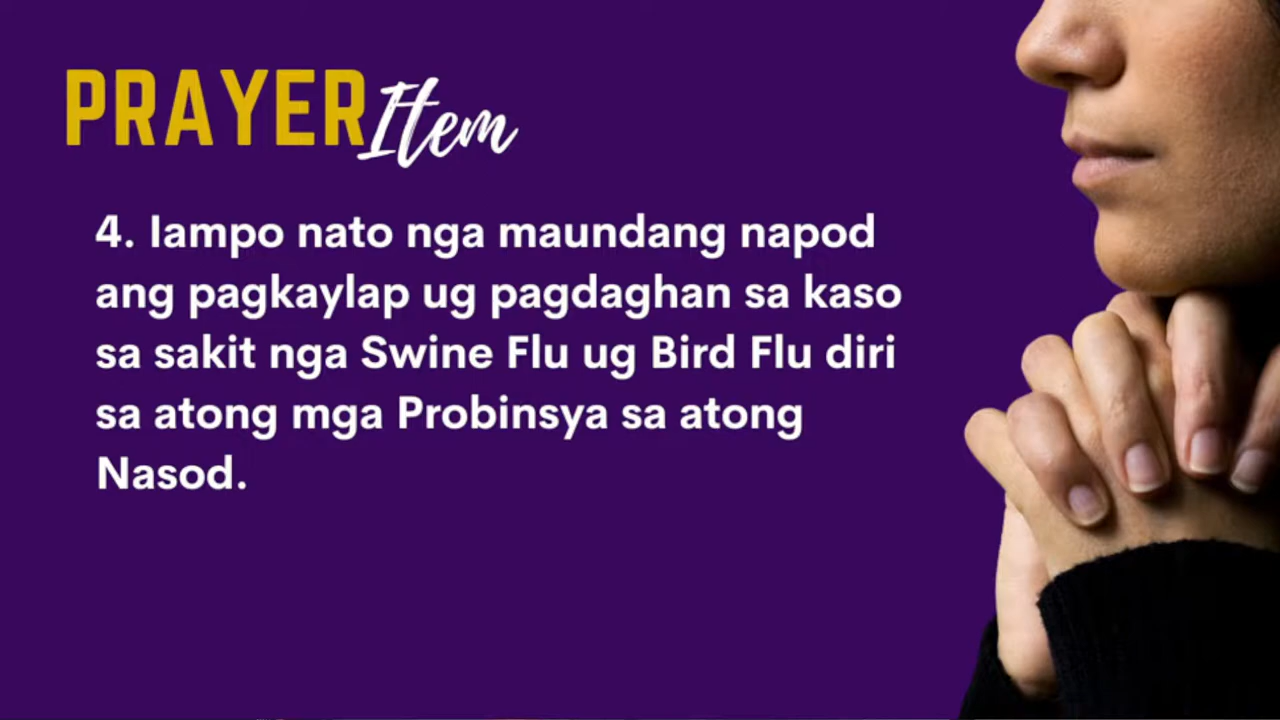 PRAYER Item
4. Iampo nato nga maundang napod
ang pagkaylap ug pagdaghan sa kaso
sa sakit nga Swine Flu ug Bird Flu diri
sa atong mga Probinsya sa atong
Nasod.